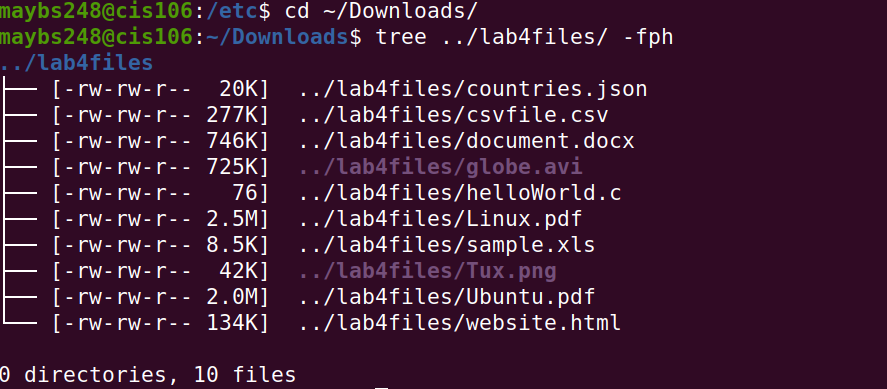 maybs248@cis106:/etc$ cd ~/Downloads/
maybs248@cis106:~/Downloads$ tree ../lab4files/ -fph
../lab4files
├── [-rw-rw-r--  20K]  ../lab4files/countries.json
├── [-rw-rw-r-- 277K]  ../lab4files/csvfile.csv
├── [-rw-rw-r-- 746K]  ../lab4files/document.docx
├── [-rw-rw-r-- 725K]  ../lab4files/globe.avi
├── [-rw-rw-r--   76]  ../lab4files/helloWorld.c
├── [-rw-rw-r-- 2.5M]  ../lab4files/Linux.pdf
├── [-rw-rw-r-- 8.5K]  ../lab4files/sample.xls
├── [-rw-rw-r--  42K]  ../lab4files/Tux.png
├── [-rw-rw-r-- 2.0M]  ../lab4files/Ubuntu.pdf
└── [-rw-rw-r-- 134K]  ../lab4files/website.html
0 directories, 10 files